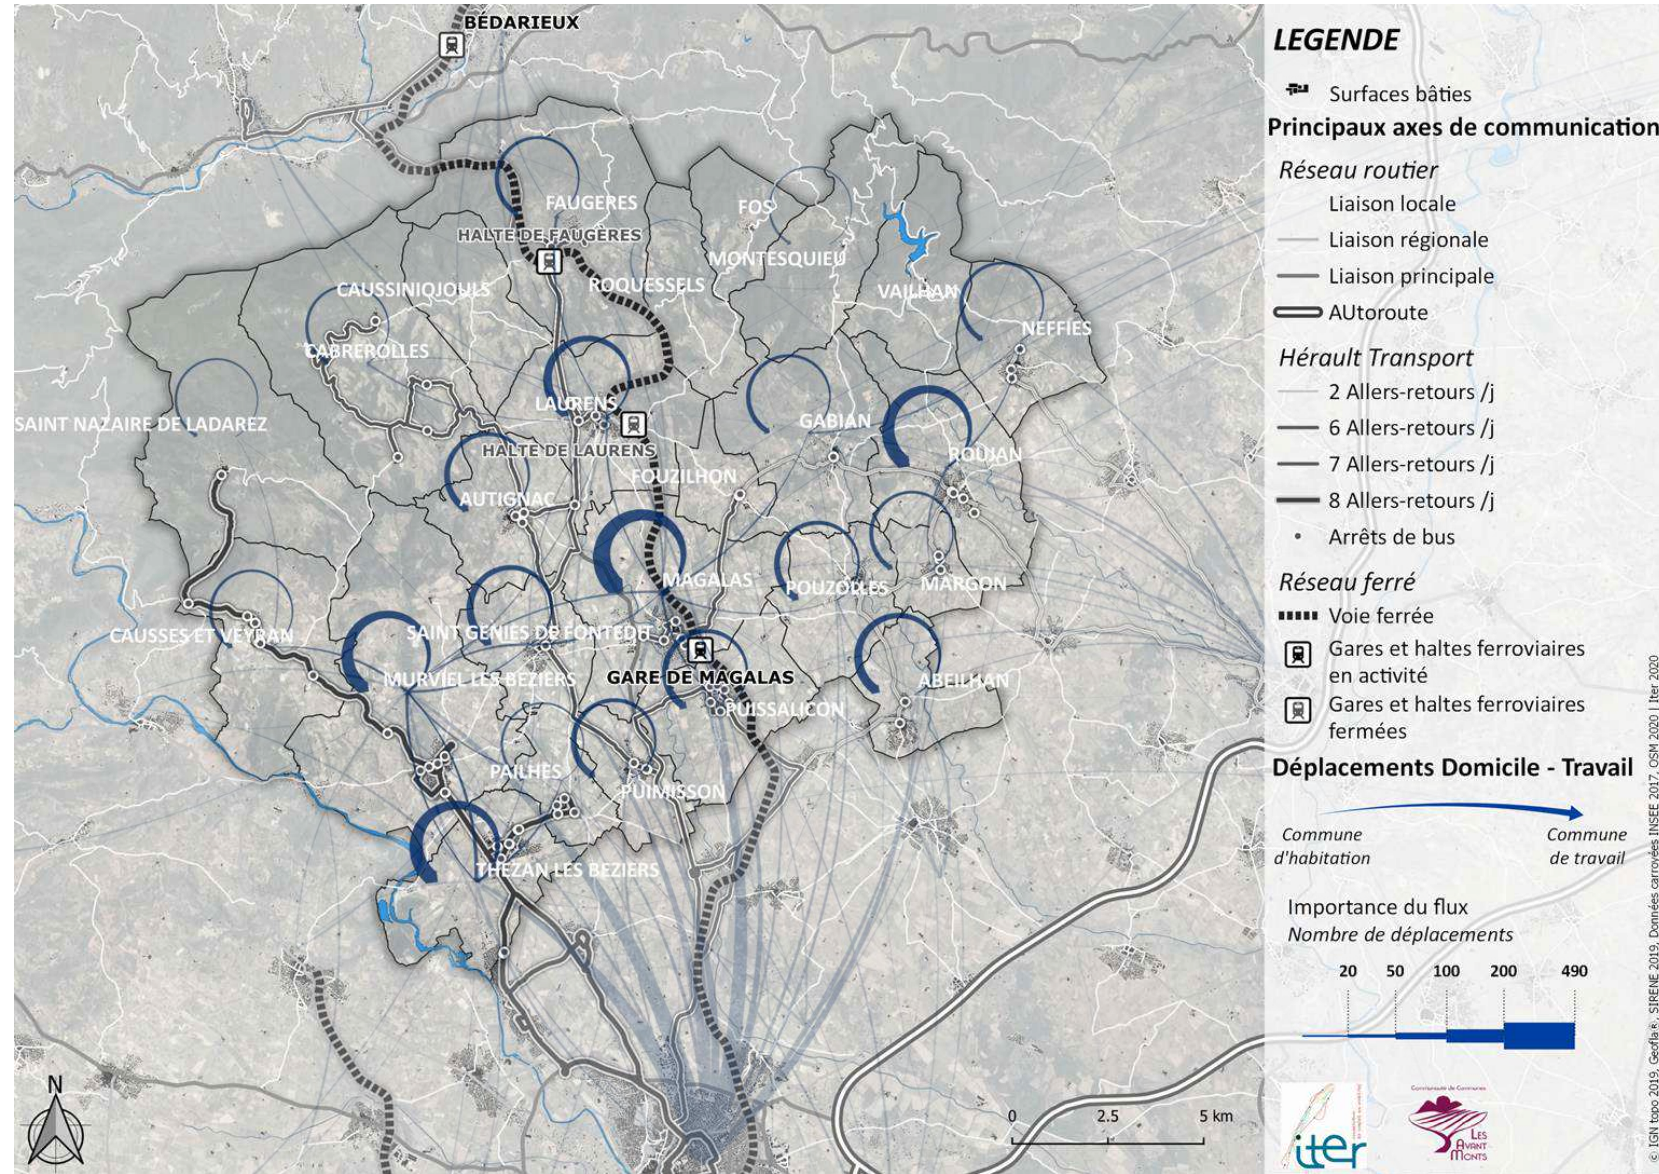 BÉDARIEUX
FAUGERES
HALTE DE FAUGÈRES
FOS
MONTESQUIEU
ROQUESSELS
CAUSSINIOJOULS
VAILHAN
NEFFIES
CABREROLLES
LAURENS
SAINT NAZAIRE DE LADAREZ
GABIAN
HALTE DE LAURENS
ROUJAN
FOUZILHON
AUTIGNAC
MAGALAS
POUZOLLES
MARGON
CAUSSES ET VEYRAN
SAINT GENIES DE FONTEDIT
MURVIEL LES BEZIERS
GARE DE MAGALAS
ABEILHAN
PUISSALICON
PAILHES
PUIMISSON
THEZAN LES BEZIERS
N
0 2.5 5 km
LEGENDE
Surfaces bâties
Principaux axes de communication
Réseau routier
Liaison locale
Liaison régionale
Liaison principale
AUtoroute
Hérault Transport
2 Allers-retours /j
6 Allers-retours /j
7 Allers-retours /j
8 Allers-retours /j
Arrêts de bus
Réseau ferré
Voie ferrée
Gares et haltes ferroviaires
en activité
Gares et haltes ferroviaires
fermées
Déplacements Domicile - Travail
Commune
d'habitation
Commune
de travail
Importance du flux
Nombre de déplacements
20 50 100 200 490
iter
Communauté de Communes
LES
AVANT
MONTS
© IGN topo 2019, Geofla®, SIRENE 2019, Données carroyées INSEE 2017, OSM 2020 | Iter 2020